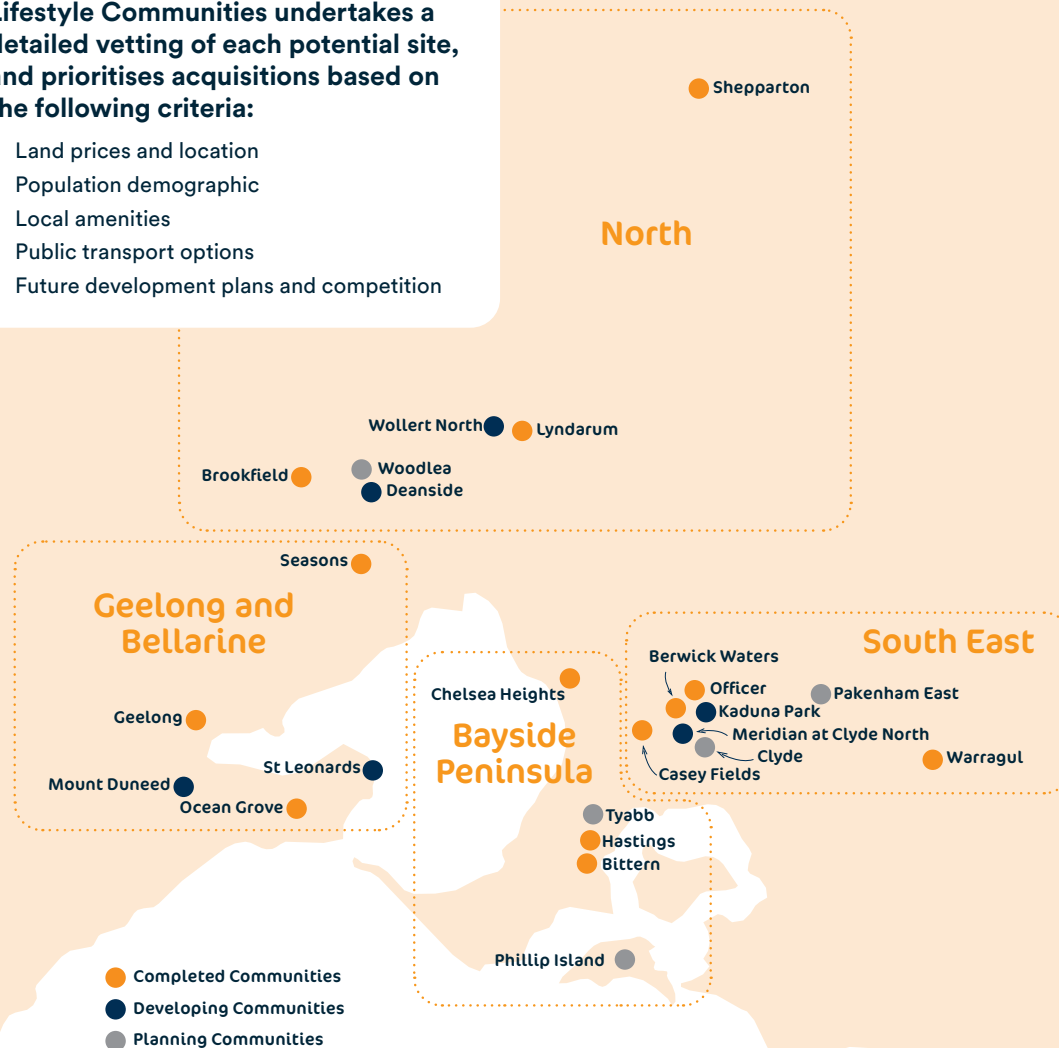 Lifestyle Communities undertakes a
detailed vetting of each potential site,
and prioritises acquisitions based on
the following criteria:
Land prices and location
Population demographic
Local amenities
Public transport options
Future development plans and competition
Shepparton
North
Wollert North
Lyndarum
Brookfield
Woodlea
Deanside
Seasons
Geelong and
Bellarine
Geelong
Mount Duneed
St Leonards
Ocean Grove
Chelsea Heights
Bayside
Peninsula
Tyabb
Hastings
Bittern
Phillip Island
South East
Berwick Waters
Officer
Pakenham East
Kaduna Park
Meridian at Clyde North
Clyde
Casey Fields
Warragul
Completed Communities
Developing Communities
Planning Communities